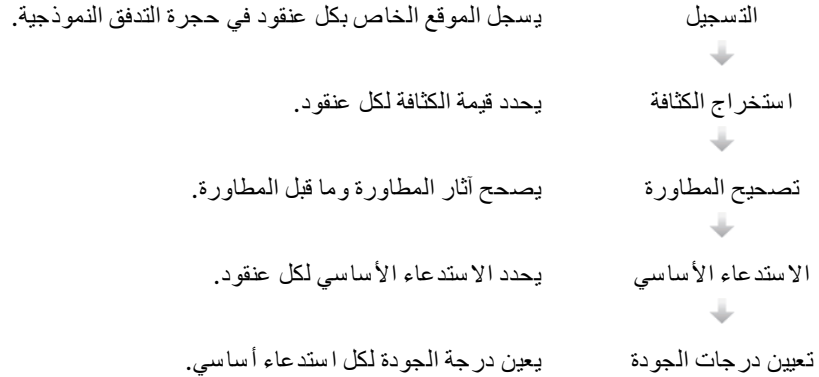 التسجيل يسجل الموقع الخاص بكل عنقود في حجرة التدفق النموذجية.
استخراج الكثافة يحدد قيمة الكثافة لكل عنقود.
تصحيح المطاورة يصحح آثار المطاورة وما قبل المطاورة.
الاستدعاء الأساسي يحدد الاستدعاء الأساسي لكل عنقود.
تعيين درجات الجودة يعين درجة الجودة لكل استدعاء أساسي.